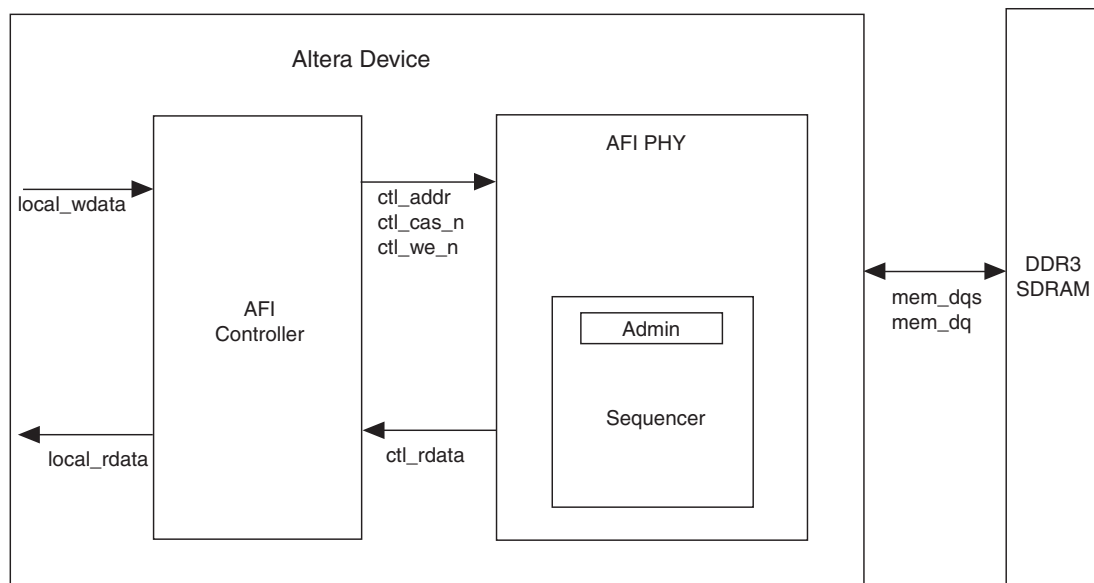 Altera Device
AFI PHY
local_wdata
ctl_addr
ctl_cas_n
ctl_we_n
AFI
Controller
DDR3
SDRAM
mem_dqs
mem_dq
Admin
Sequencer
local_rdata
ctl_rdata